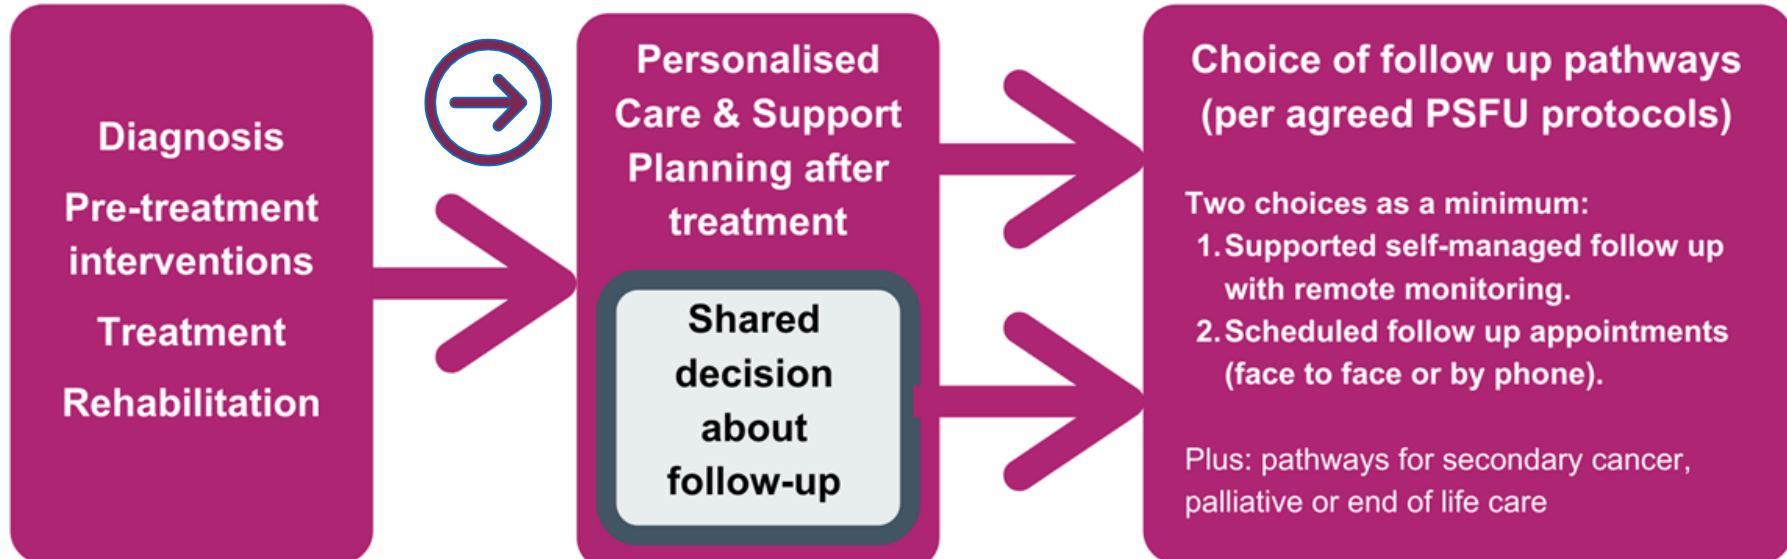 Diagnosis
Pre-treatment
interventions
Treatment
Rehabilitation
Personalised
Care & Support
Planning after
treatment
Shared
decision
about
follow-up
Choice of follow up pathways
(per agreed PSFU protocols)
Two choices as a minimum:
1. Supported self-managed follow up
with remote monitoring.
2. Scheduled follow up appointments
(face to face or by phone).
Plus: pathways for secondary cancer,
palliative or end of life care